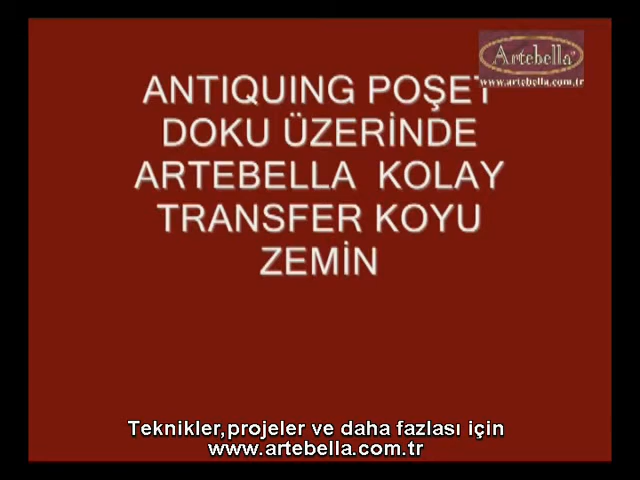 Artebella
www.artebella.com.tr
ANTIQUING POŞET
DOKU ÜZERİNDE
ARTEBELLA KOLAY
TRANSFER KOYU
ZEMİN
Teknikler,projeler ve daha fazlası için
www.artebella.com.tr